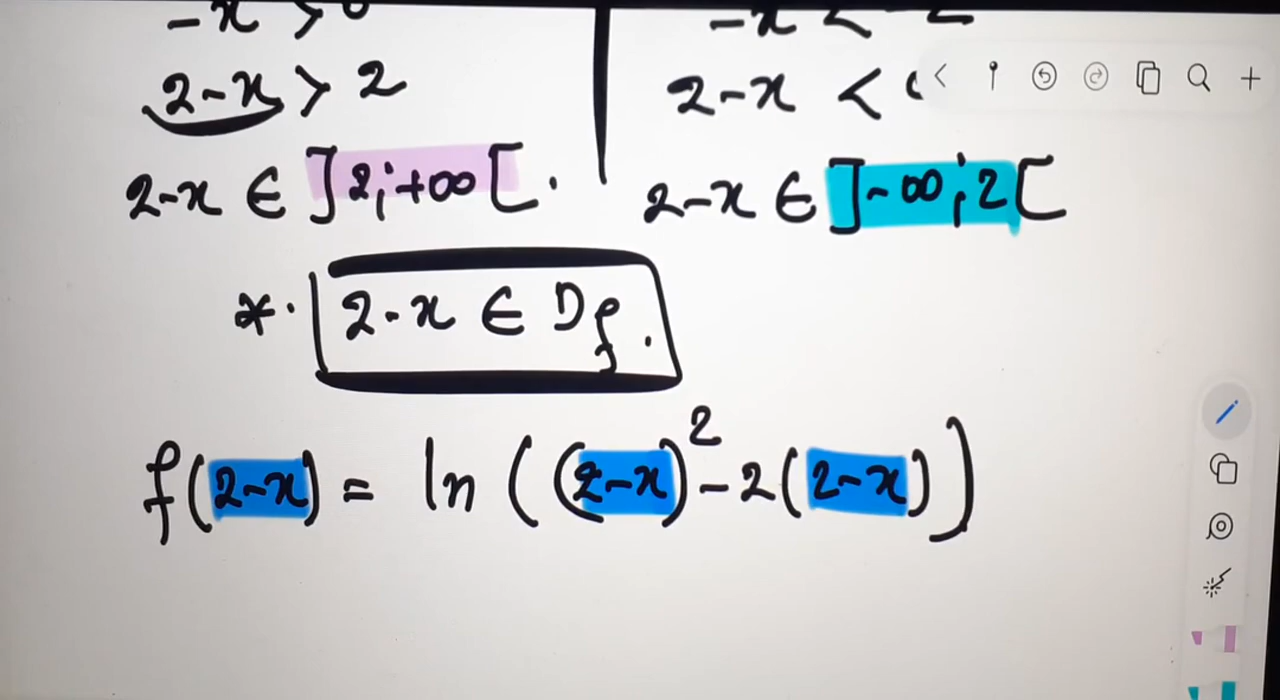 -x > 0
-x < -2
2-x > 2
2-x <
2-x ∈ ]2;+∞[ .
2-x ∈ ]-∞;2[
*. 2-x ∈ Df.
f(2-x) = ln((2-x)²-2(2-x))